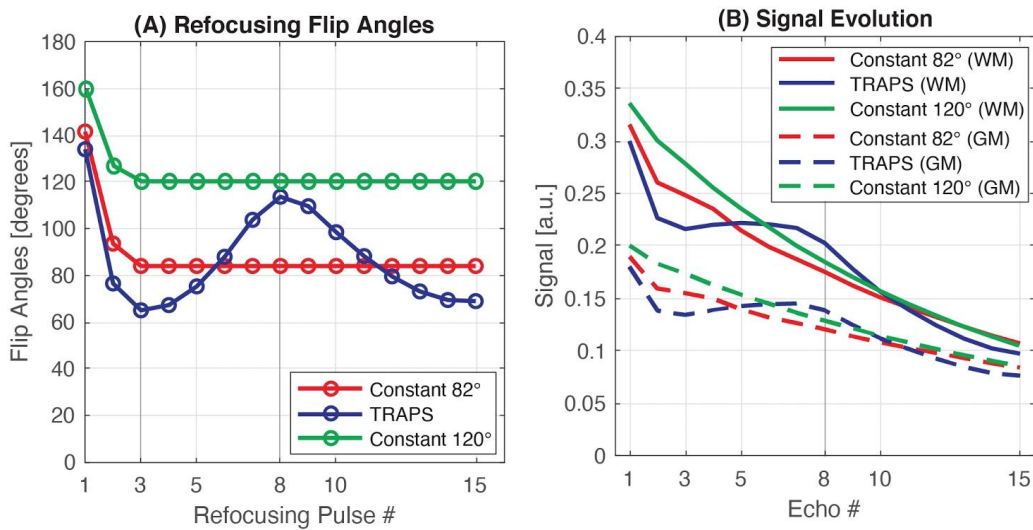 (A) Refocusing Flip Angles
180
160
140
120
100
80
60
40
20
0
Flip Angles [degrees]
1 3 5 8 10 15
Refocusing Pulse #
Constant 82°
TRAPS
Constant 120°
(B) Signal Evolution
0.4
0.35
0.3
0.25
0.2
0.15
0.1
0.05
0
Signal [a.u.]
1 3 5 8 10 15
Echo #
Constant 82° (WM)
TRAPS (WM)
Constant 120° (WM)
Constant 82° (GM)
TRAPS (GM)
Constant 120° (GM)